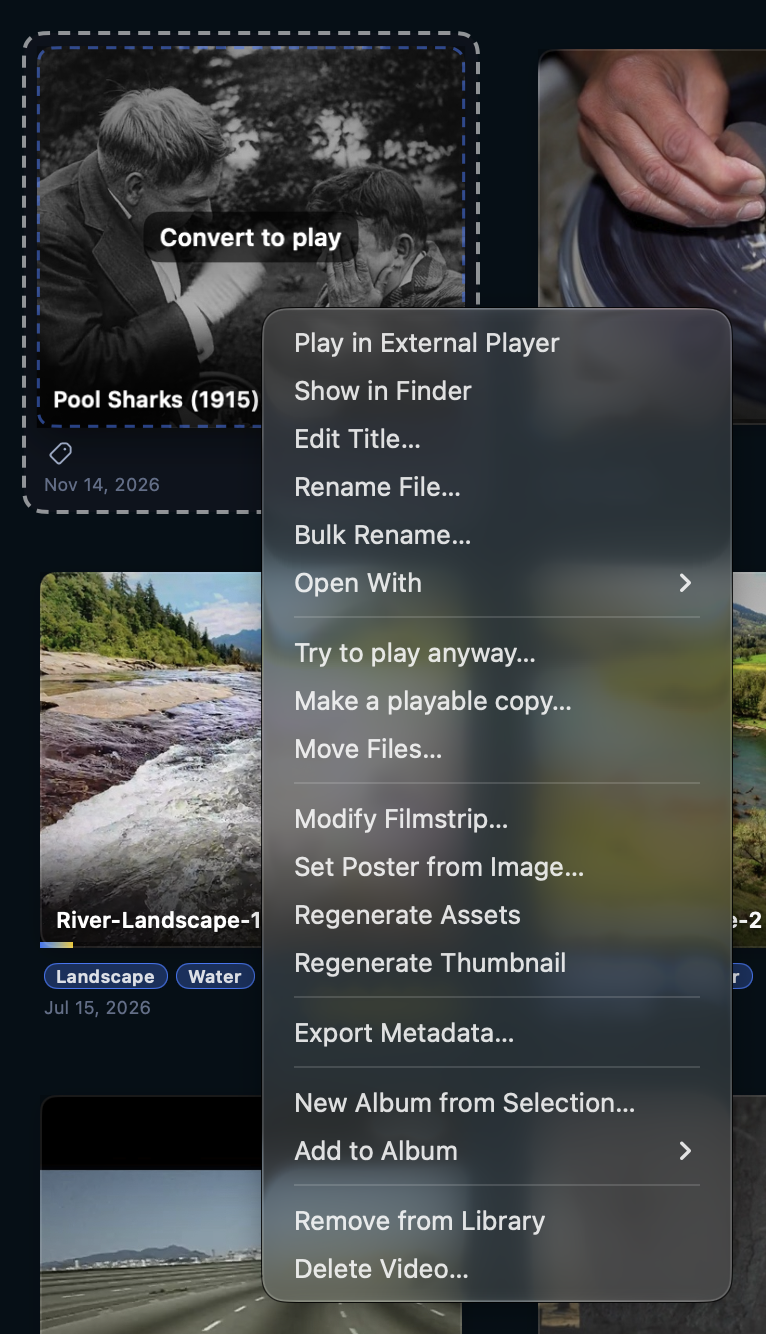 Convert to play
Pool Sharks (1915)
Nov 14, 2026
Play in External Player
Show in Finder
Edit Title...
Rename File...
Bulk Rename...
Open With
Try to play anyway...
Make a playable copy...
Move Files...
Modify Filmstrip...
Set Poster from Image...
Regenerate Assets
Regenerate Thumbnail
Export Metadata...
New Album from Selection...
Add to Album
Remove from Library
Delete Video...
River-Landscape-1
e-2
Landscape Water
r
Jul 15, 2026